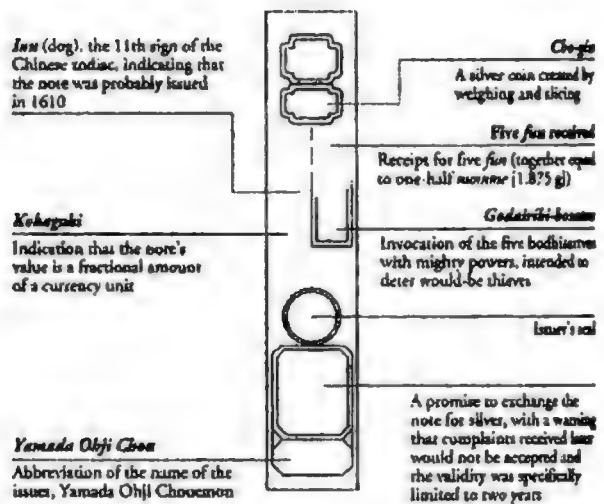 Inu (dog), the 11th sign of the
Chinese zodiac, indicating that
the note was probably issued
in 1610
Kohagaki
Indication that the note's
value is a fractional amount
of a currency unit
Yamada Ohji Chou
Abbreviation of the name of the
issuer, Yamada Ohji Chouemon
Cho-gin
A silver coin created by
weighing and slicing
Five fun received
Receipt for five fun (together equal
to one-half momme [1.875 g])
Godairiki-bosatsu
Invocation of the five bodhisattvas
with mighty powers, intended to
deter would-be thieves
Issuer's seal
A promise to exchange the
note for silver, with a warning
that complaints received later
would not be accepted and
the validity was specifically
limited to two years